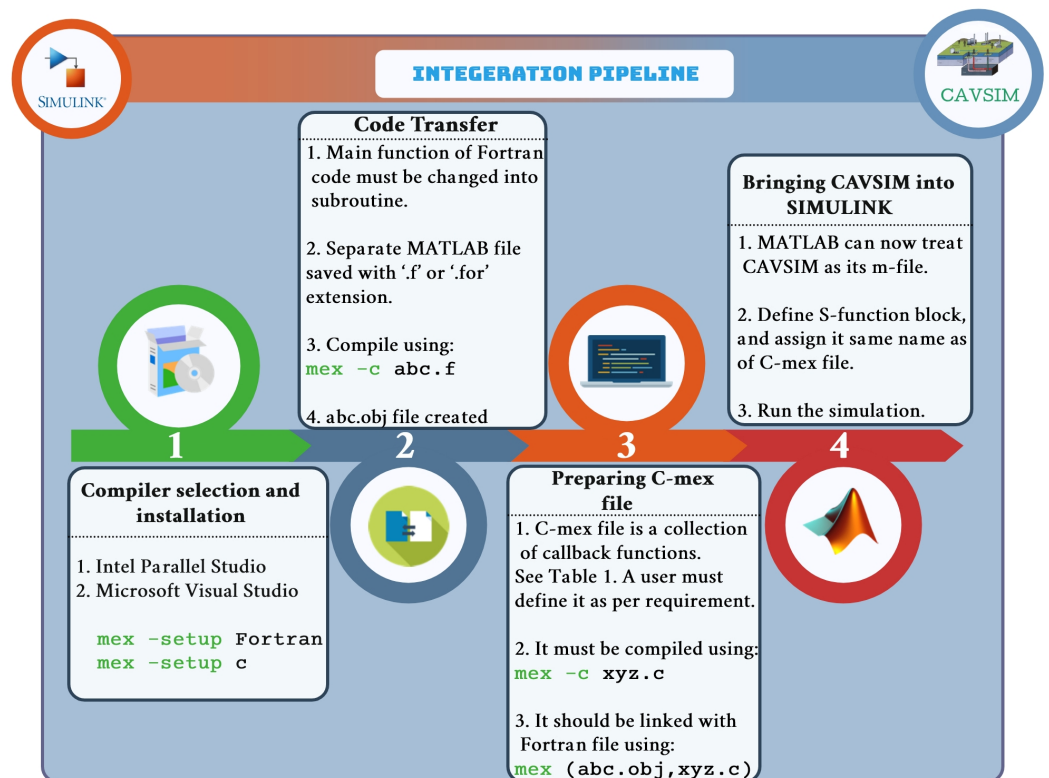 INTEGERATION PIPELINE
SIMULINK®
CAVSIM
1
Compiler selection and
installation
1. Intel Parallel Studio
2. Microsoft Visual Studio
mex -setup Fortran
mex -setup c
Code Transfer
1. Main function of Fortran
code must be changed into
subroutine.
2. Separate MATLAB file
saved with '.f' or '.for'
extension.
3. Compile using:
mex -c abc.f
4. abc.obj file created
2
3
Preparing C-mex
file
1. C-mex file is a collection
of callback functions.
See Table 1. A user must
define it as per requirement.
2. It must be compiled using:
mex -c xyz.c
3. It should be linked with
Fortran file using:
mex (abc.obj,xyz.c)
Bringing CAVSIM into
SIMULINK
1. MATLAB can now treat
CAVSIM as its m-file.
2. Define S-function block,
and assign it same name as
of C-mex file.
3. Run the simulation.
4